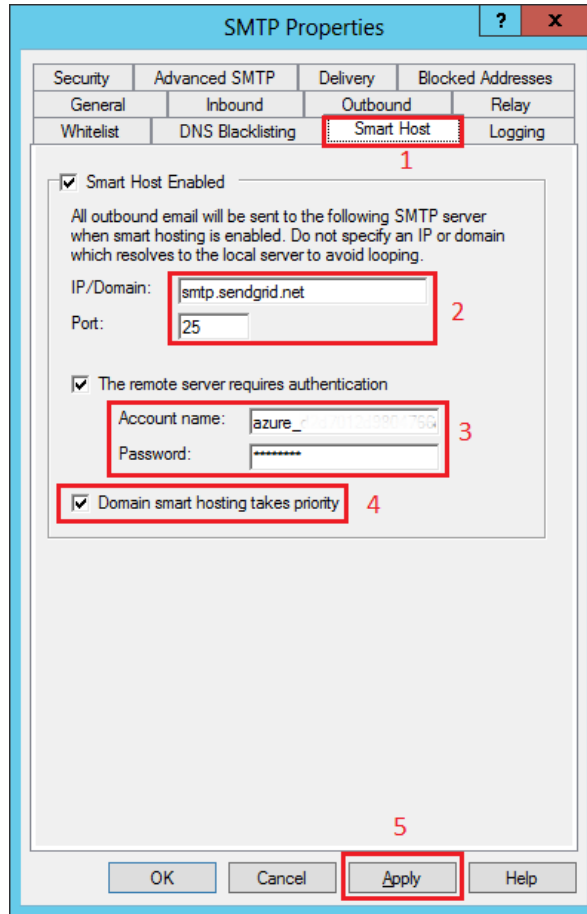 SMTP Properties
? x
Security Advanced SMTP Delivery Blocked Addresses
General Inbound Outbound Relay
Whitelist DNS Blacklisting Smart Host Logging
1
Smart Host Enabled
All outbound email will be sent to the following SMTP server
when smart hosting is enabled. Do not specify an IP or domain
which resolves to the local server to avoid looping.
IP/Domain: smtp.sendgrid.net
2
Port: 25
The remote server requires authentication
Account name: azure_
3
Password: ********
Domain smart hosting takes priority 4
5
OK Cancel Apply Help